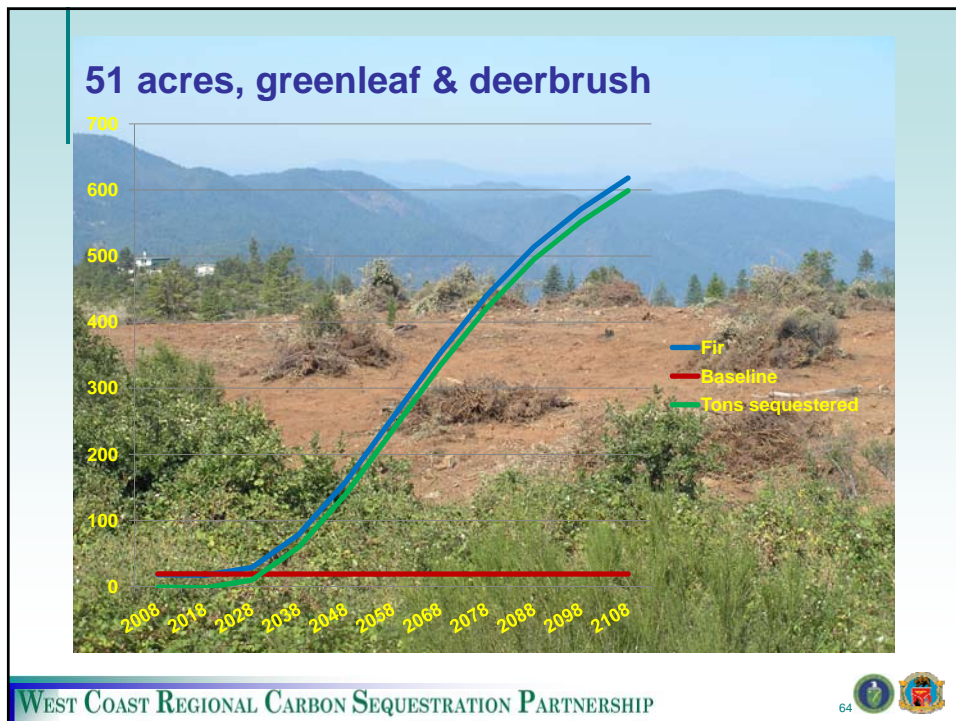 51 acres, greenleaf & deerbrush
700
600
500
400
300
200
100
0
2008 2018 2028 2038 2048 2058 2068 2078 2088 2098 2108
Fir
Baseline
Tons sequestered
WEST COAST REGIONAL CARBON SEQUESTRATION PARTNERSHIP
64